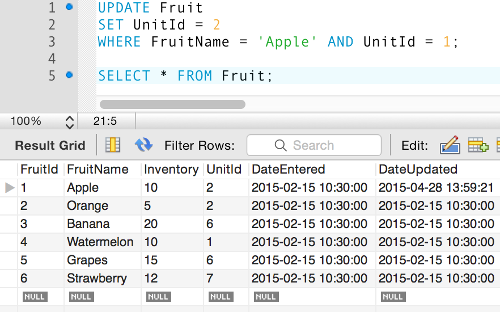 1 UPDATE Fruit
2 SET UnitId = 2
3 WHERE FruitName = 'Apple' AND UnitId = 1;
4
5 SELECT * FROM Fruit;
100% 21:5
Result Grid Filter Rows: Search Edit:
FruitId FruitName Inventory UnitId DateEntered DateUpdated
1 Apple 10 2 2015-02-15 10:30:00 2015-04-28 13:59:21
2 Orange 5 2 2015-02-15 10:30:00 2015-02-15 10:30:00
3 Banana 20 6 2015-02-15 10:30:00 2015-02-15 10:30:00
4 Watermelon 10 1 2015-02-15 10:30:00 2015-02-15 10:30:00
5 Grapes 15 6 2015-02-15 10:30:00 2015-02-15 10:30:00
6 Strawberry 12 7 2015-02-15 10:30:00 2015-02-15 10:30:00
NULL NULL NULL NULL NULL NULL